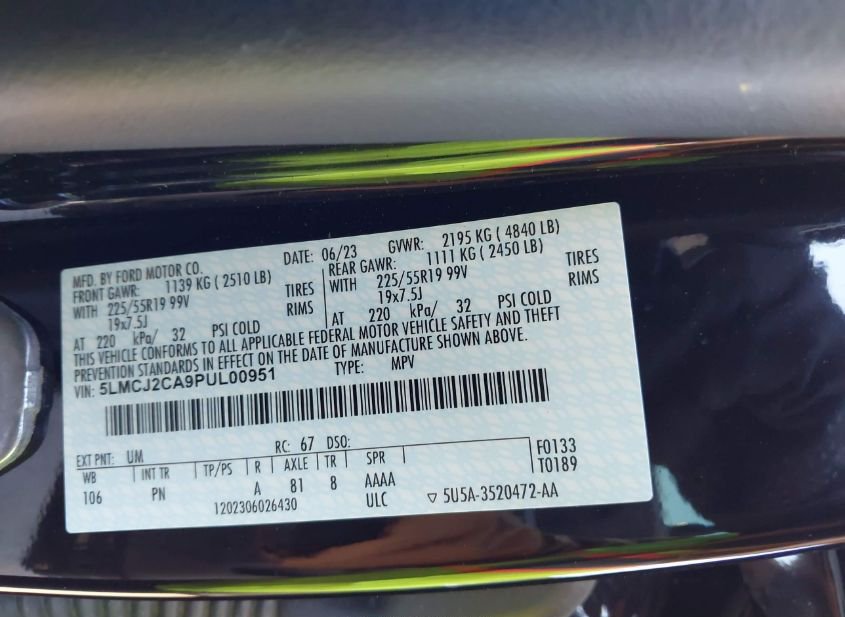 MFD. BY FORD MOTOR CO. DATE: 06/23 GVWR: 2195 KG ( 4840 LB)
FRONT GAWR: 1139 KG ( 2510 LB) REAR GAWR: 1111 KG ( 2450 LB)
WITH 225/55R19 99V TIRES WITH 225/55R19 99V TIRES
19x7.5J RIMS 19x7.5J RIMS
AT 220 kPa/ 32 PSI COLD AT 220 kPa/ 32 PSI COLD
THIS VEHICLE CONFORMS TO ALL APPLICABLE FEDERAL MOTOR VEHICLE SAFETY AND THEFT
PREVENTION STANDARDS IN EFFECT ON THE DATE OF MANUFACTURE SHOWN ABOVE.
VIN: 5LMCJ2CA9PUL00951 TYPE: MPV
EXT PNT: UM RC: 67 DSO: F0133
WB INT TR TP/PS R AXLE TR SPR T0189
106 PN A 81 8 AAAA
1202306026430 ULC ▽ 5U5A-3520472-AA